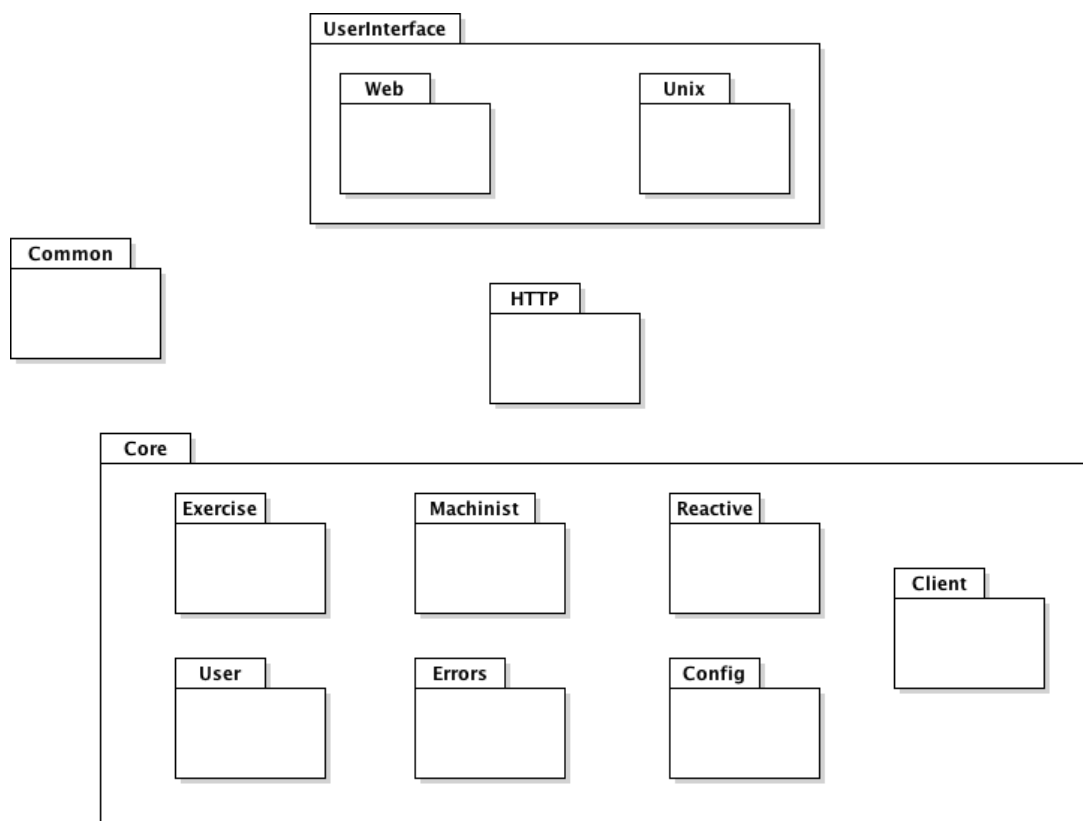 UserInterface
Web
Unix
Common
HTTP
Core
Exercise
Machinist
Reactive
Client
User
Errors
Config